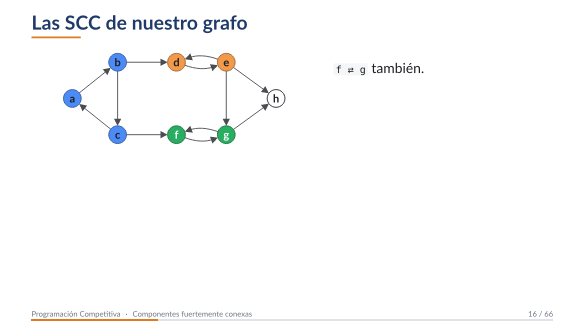 Las SCC de nuestro grafo
b
d
e
a
h
c
f
g
f ⇄ g también.
Programación Competitiva · Componentes fuertemente conexas
16 / 66